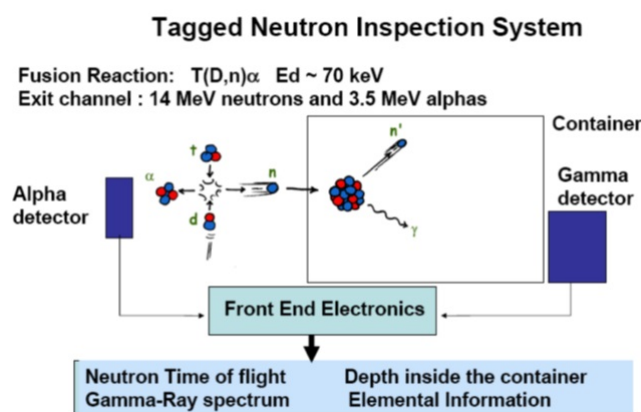 Tagged Neutron Inspection System
Fusion Reaction: T(D,n)α Ed ~ 70 keV
Exit channel : 14 MeV neutrons and 3.5 MeV alphas
Container
n'
t
α
n
Alpha
detector
Gamma
detector
d
γ
Front End Electronics
Neutron Time of flight Depth inside the container
Gamma-Ray spectrum Elemental Information